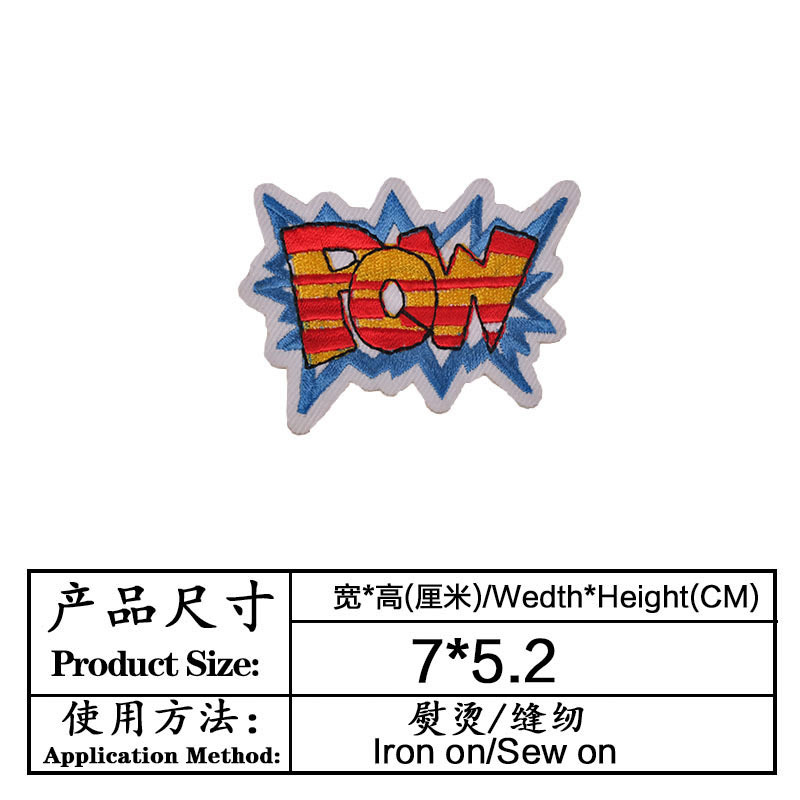 POW
产品尺寸
Product Size:
宽*高(厘米)/Wedth*Height(CM)
7*5.2
使用方法：
Application Method:
熨烫/缝纫
Iron on/Sew on